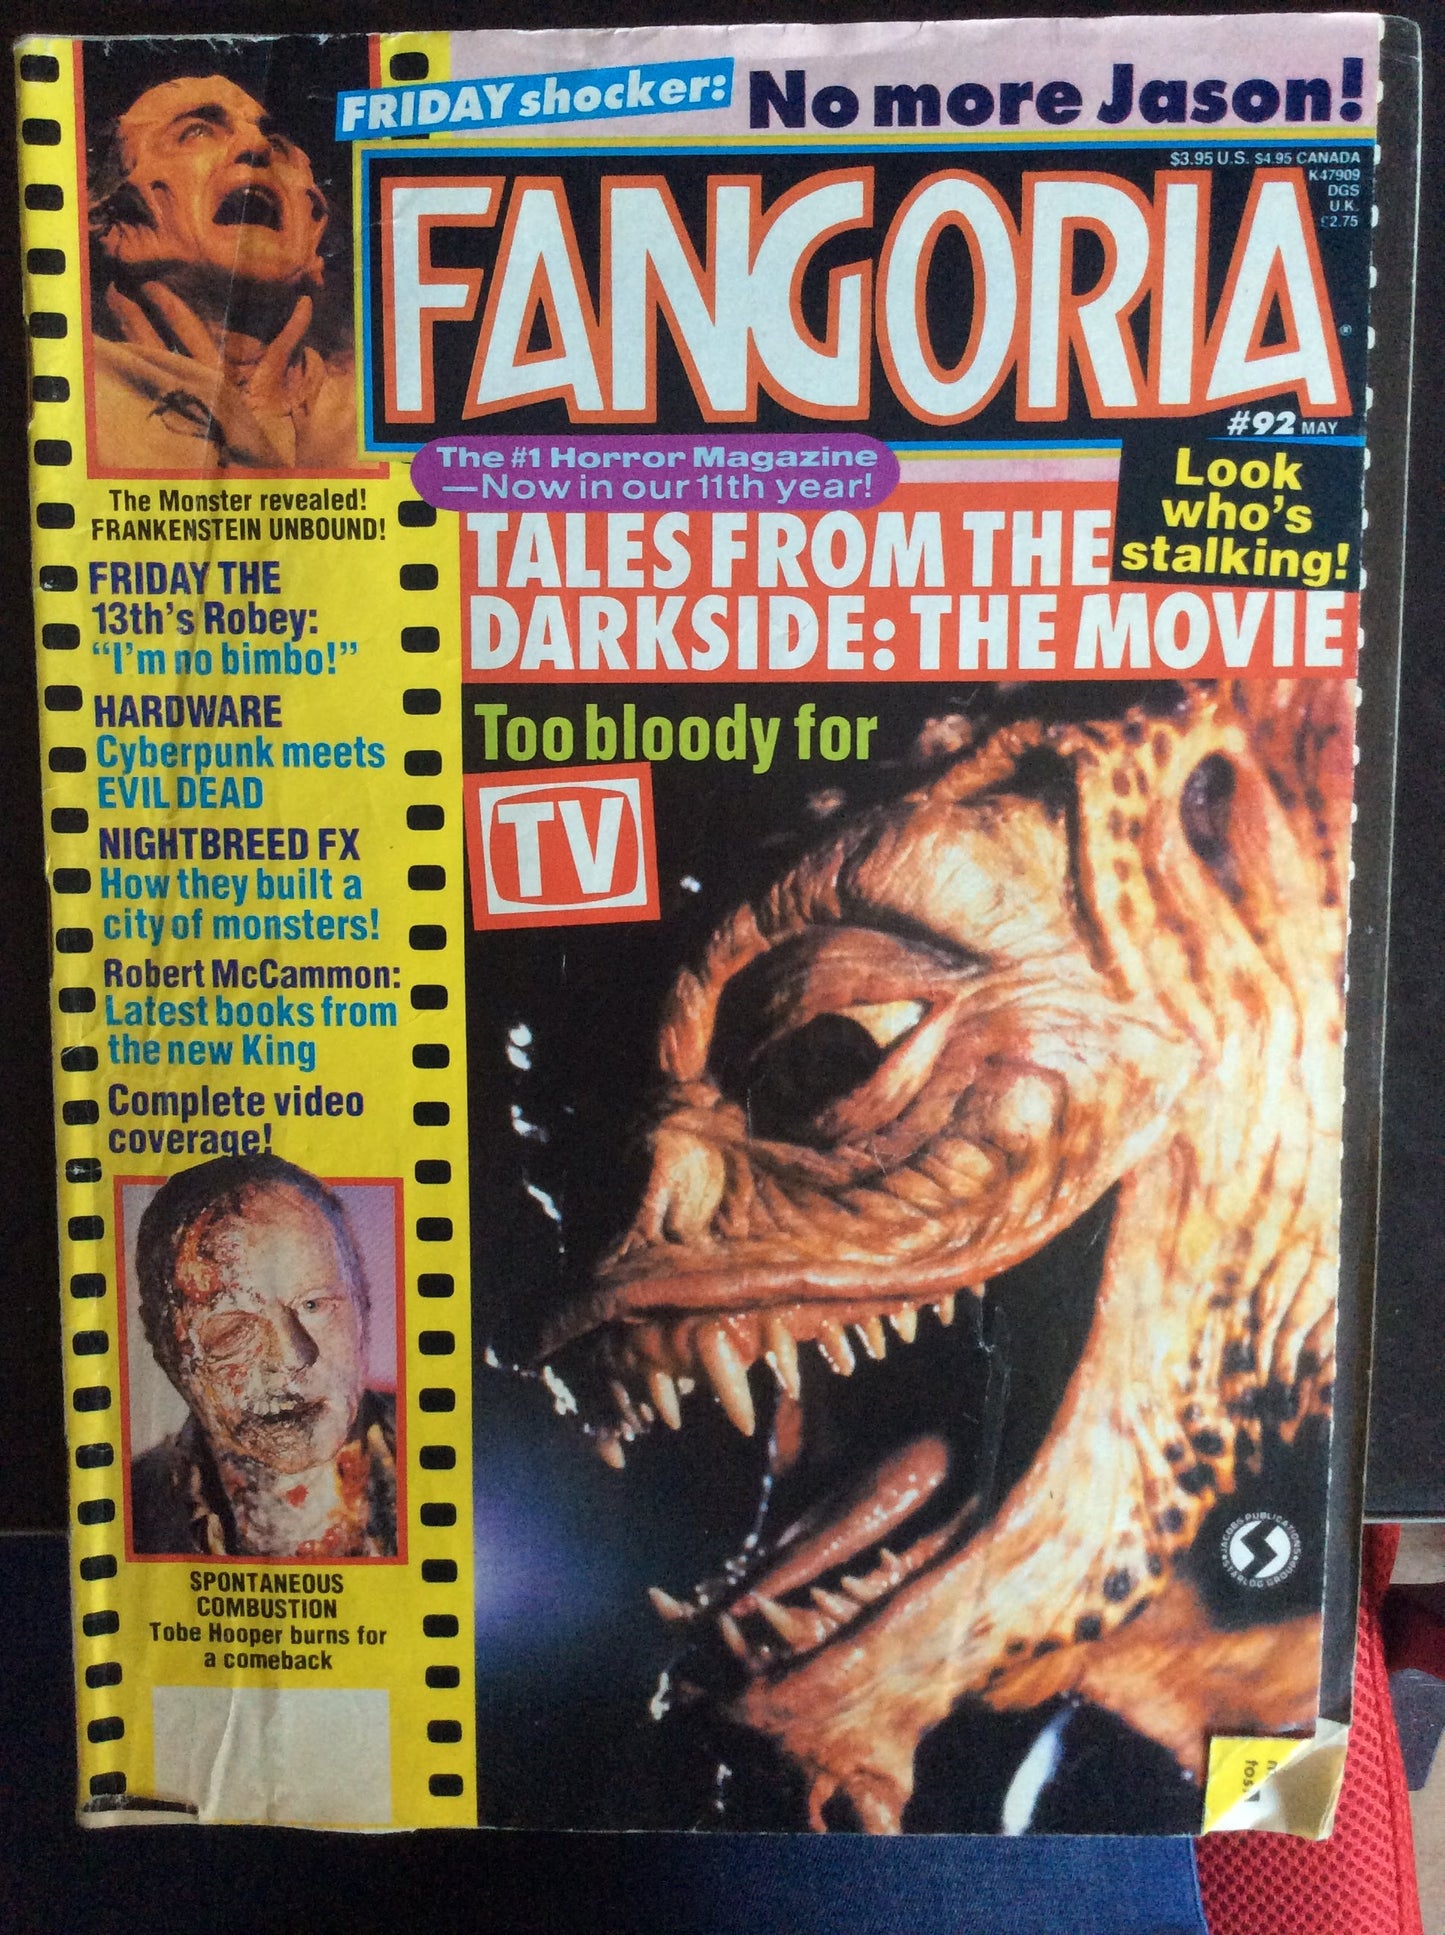 FRIDAY shocker: No more Jason!
$3.95 U.S. $4.95 CANADA
K47909
DGS
U.K.
£2.75
FANGORIA
®
#92 MAY
The #1 Horror Magazine
—Now in our 11th year!
Look
who's
stalking!
TALES FROM THE
DARKSIDE: THE MOVIE
Too bloody for
TV
The Monster revealed!
FRANKENSTEIN UNBOUND!
FRIDAY THE
13th's Robey:
"I'm no bimbo!"
HARDWARE
Cyberpunk meets
EVIL DEAD
NIGHTBREED FX
How they built a
city of monsters!
Robert McCammon:
Latest books from
the new King
Complete video
coverage!
SPONTANEOUS
COMBUSTION
Tobe Hooper burns for
a comeback
JACOBS PUBLICATIONS
STARLOG GROUP